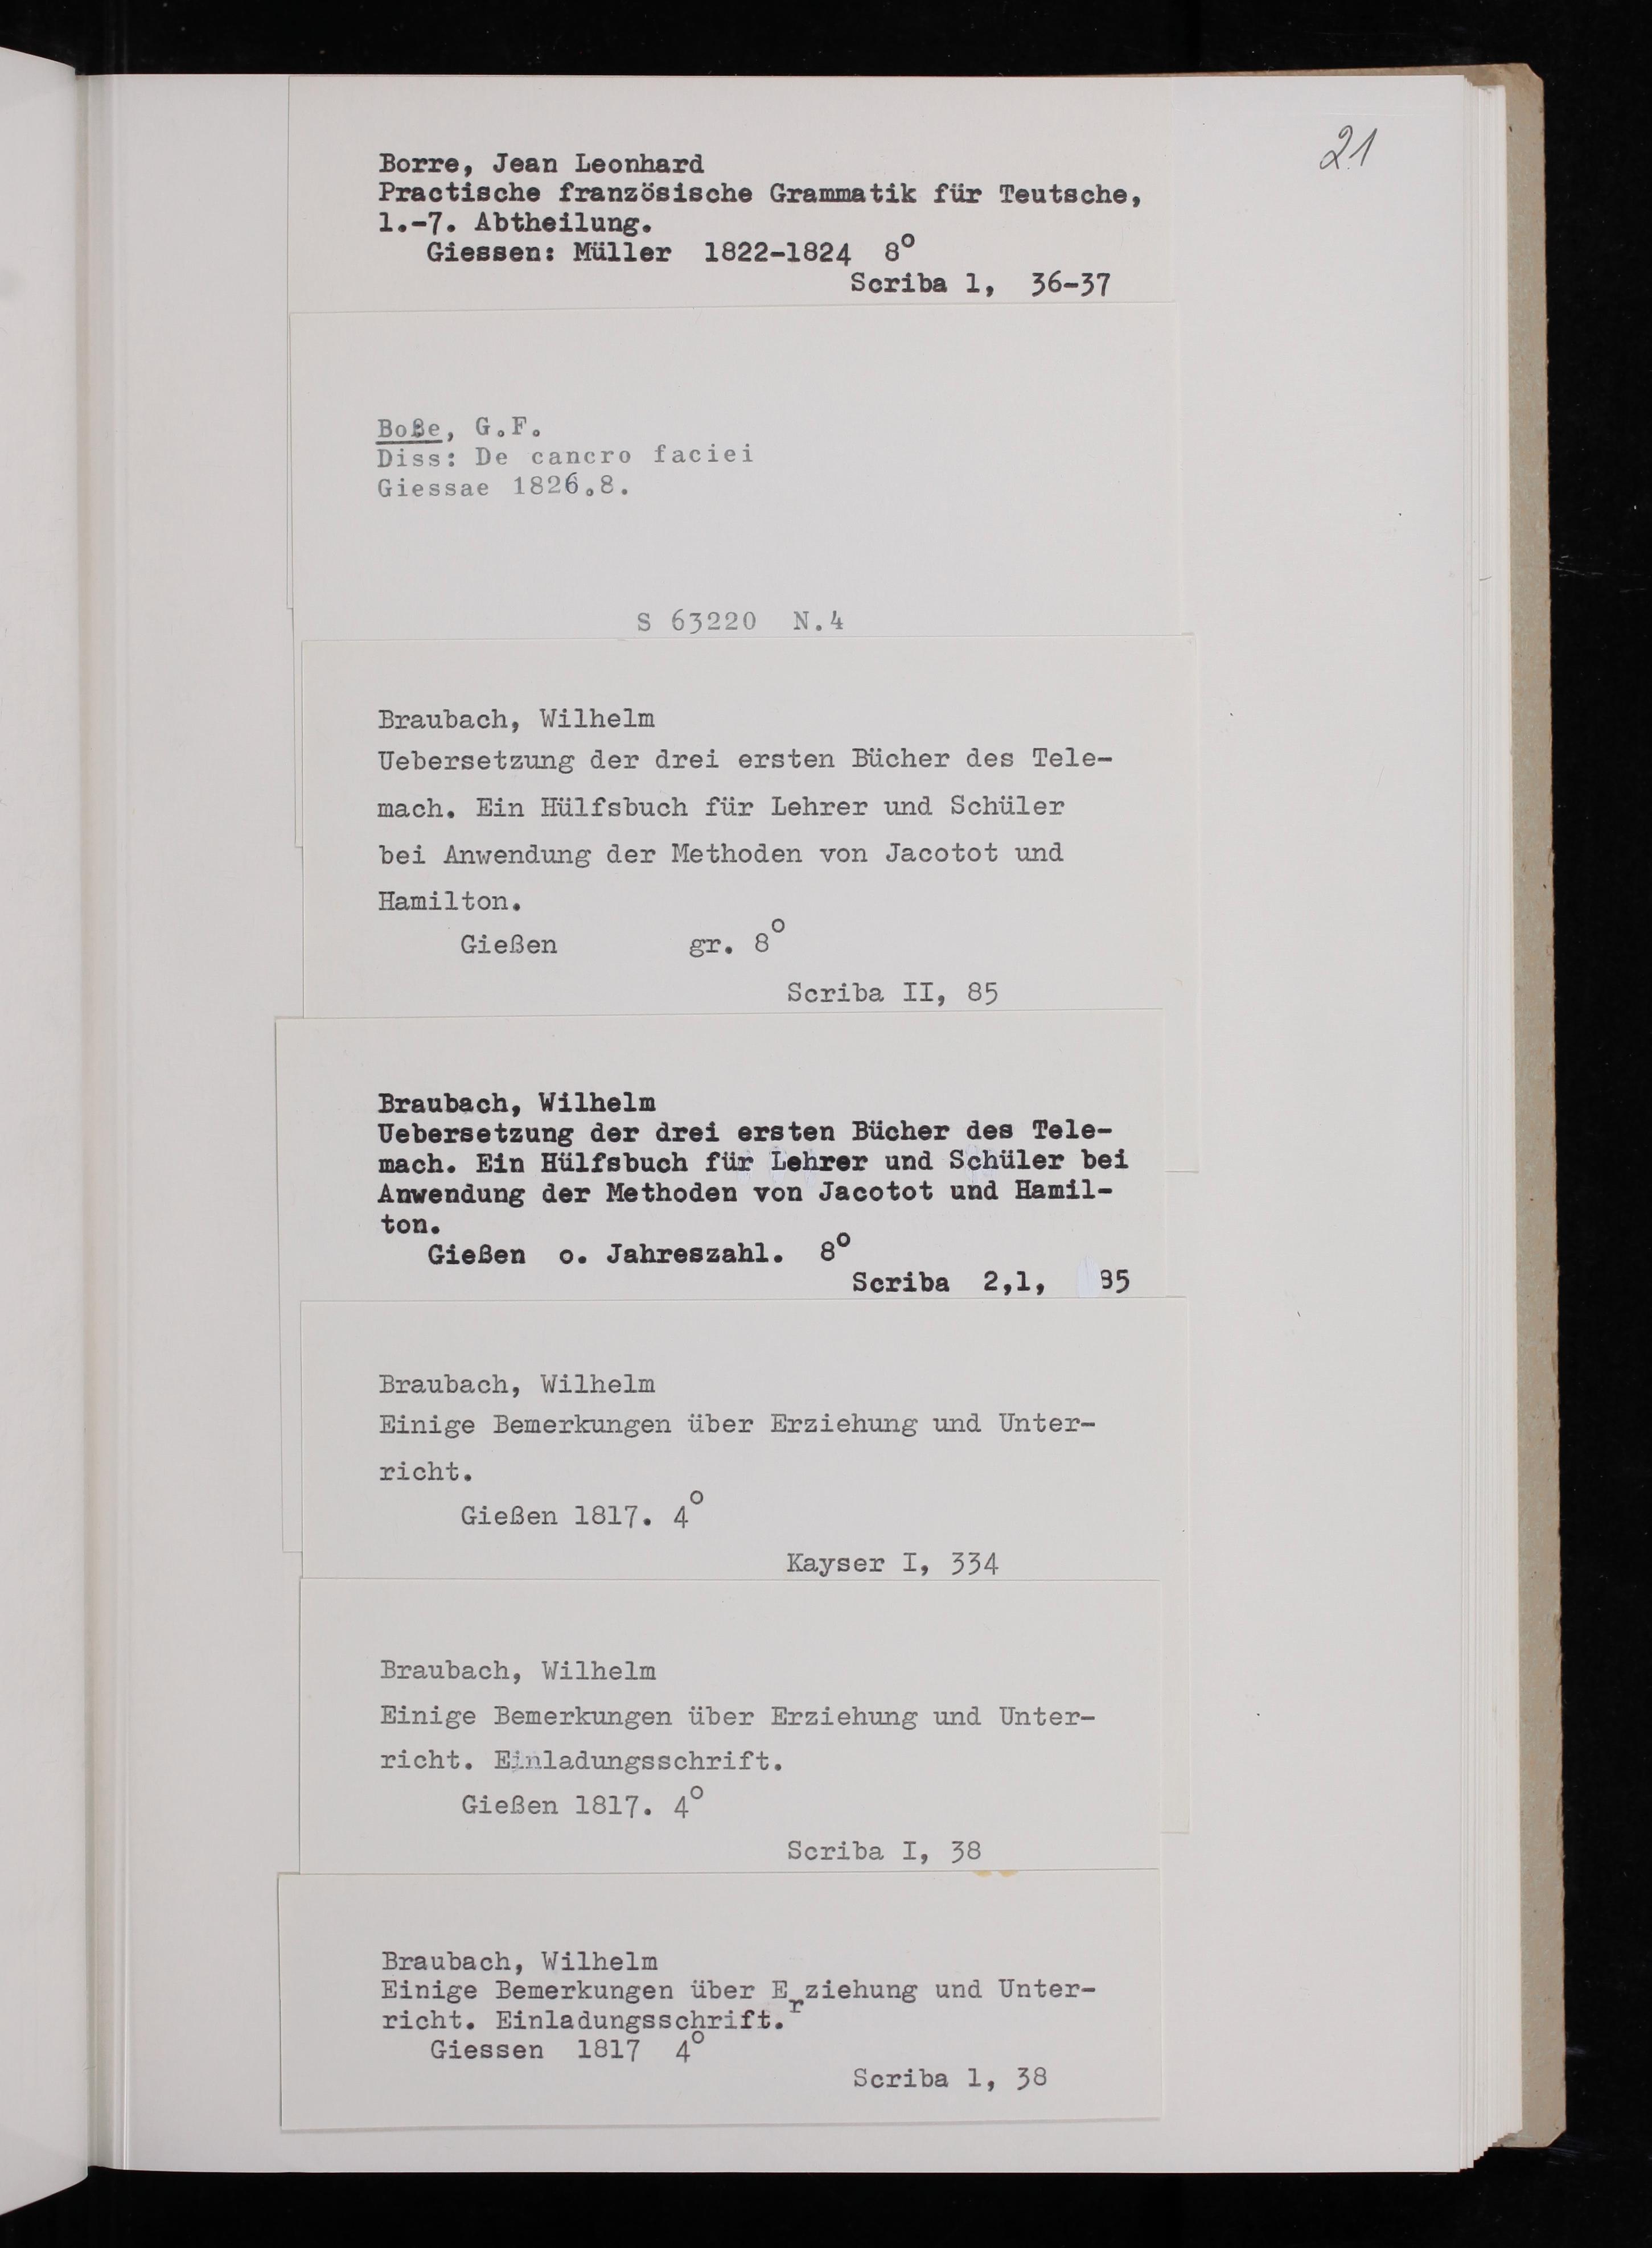 21
Borre, Jean Leonhard
Practische französische Grammatik für Teutsche,
1.-7. Abtheilung.
Giessen: Müller 1822-1824 8°
Scriba 1, 36-37
Boße, G.F.
Diss: De cancro faciei
Giessae 1826.8.
S 63220 N.4
Braubach, Wilhelm
Uebersetzung der drei ersten Bücher des Tele-
mach. Ein Hülfsbuch für Lehrer und Schüler
bei Anwendung der Methoden von Jacotot und
Hamilton.
Gießen gr. 8°
Scriba II, 85
Braubach, Wilhelm
Uebersetzung der drei ersten Bücher des Tele-
mach. Ein Hülfsbuch für Lehrer und Schüler bei
Anwendung der Methoden von Jacotot und Hamil-
ton.
Gießen o. Jahreszahl. 8°
Scriba 2,1, 85
Braubach, Wilhelm
Einige Bemerkungen über Erziehung und Unter-
richt.
Gießen 1817. 4°
Kayser I, 334
Braubach, Wilhelm
Einige Bemerkungen über Erziehung und Unter-
richt. Einladungsschrift.
Gießen 1817. 4°
Scriba I, 38
Braubach, Wilhelm
Einige Bemerkungen über Erziehung und Unter-
richt. Einladungsschrift.
Giessen 1817 4°
Scriba 1, 38